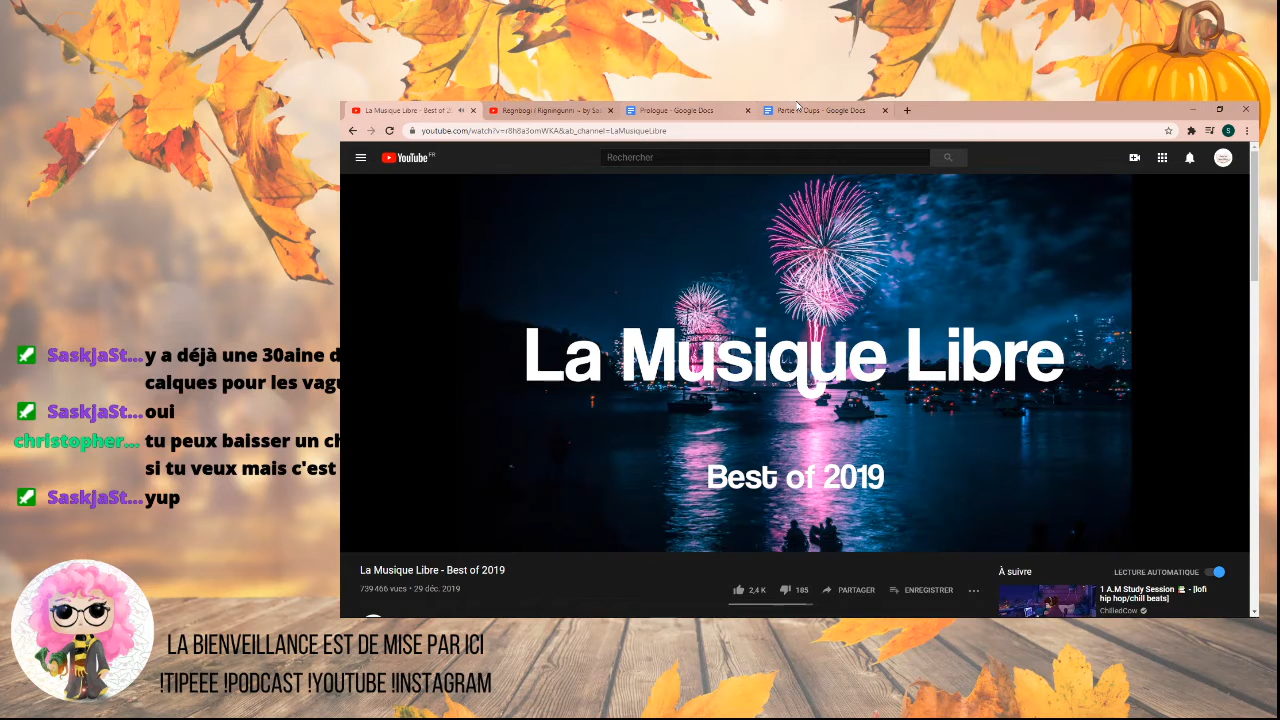 La Musique Libre - Best of 2
Regnbogi í Rigningunni ~ by Sa
Prologue - Google Docs
Oups - Google Docs
youtube.com/watch?v=r8h8a3omWKA&ab_channel=LaMusiqueLibre
S
YouTube FR
Rechercher
La Musique Libre
Best of 2019
SaskjaSt... y a déjà une 30aine d
calques pour les vagu
SaskjaSt... oui
christopher... tu peux baisser un ch
si tu veux mais c'est
SaskjaSt... yup
La Musique Libre - Best of 2019
739 466 vues • 29 déc. 2019
2,4 K
185
PARTAGER
ENREGISTRER
À suivre
LECTURE AUTOMATIQUE
1 A.M Study Session - [lofi
hip hop/chill beats]
ChilledCow
LA BIENVEILLANCE EST DE MISE PAR ICI
!TIPEEE !PODCAST !YOUTUBE !INSTAGRAM